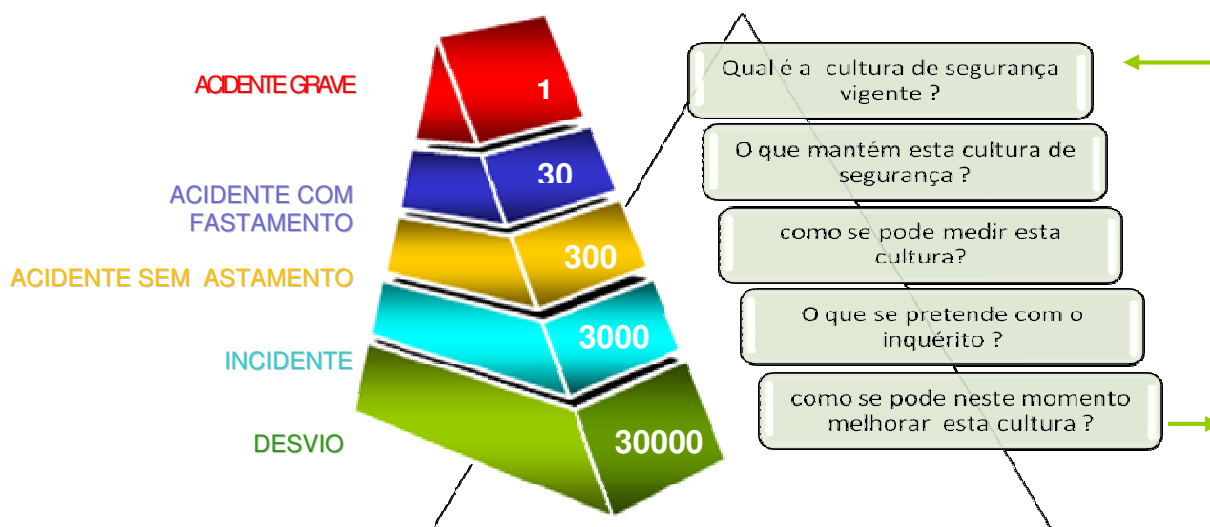 ACIDENTE GRAVE
1
ACIDENTE COM
FASTAMENTO
30
ACIDENTE SEM ASTAMENTO
300
INCIDENTE
3000
DESVIO
30000
Qual é a cultura de segurança
vigente ?
O que mantém esta cultura de
segurança ?
como se pode medir esta
cultura?
O que se pretende com o
inquérito ?
como se pode neste momento
melhorar esta cultura ?